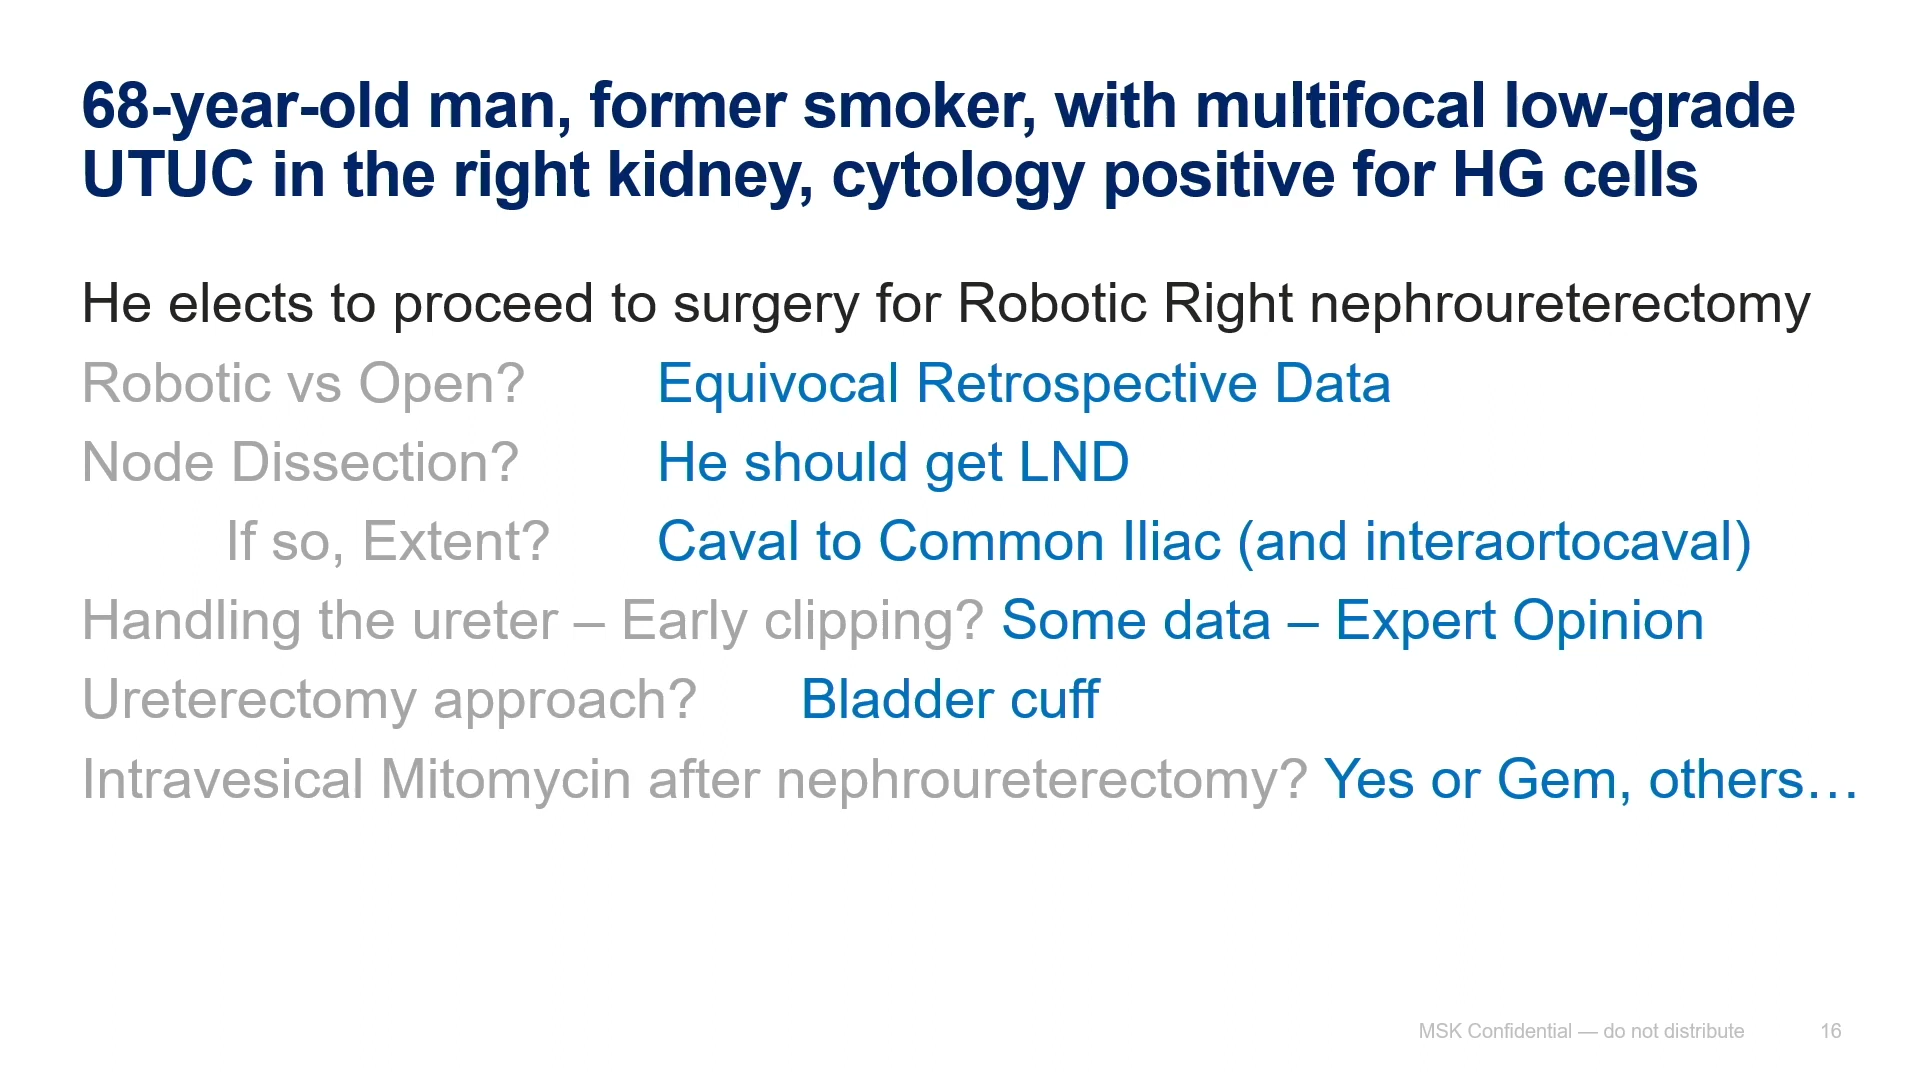 68-year-old man, former smoker, with multifocal low-grade
UTUC in the right kidney, cytology positive for HG cells
He elects to proceed to surgery for Robotic Right nephroureterectomy
Robotic vs Open? Equivocal Retrospective Data
Node Dissection? He should get LND
If so, Extent? Caval to Common Iliac (and interaortocaval)
Handling the ureter – Early clipping? Some data – Expert Opinion
Ureterectomy approach? Bladder cuff
Intravesical Mitomycin after nephroureterectomy? Yes or Gem, others…
MSK Confidential — do not distribute 16